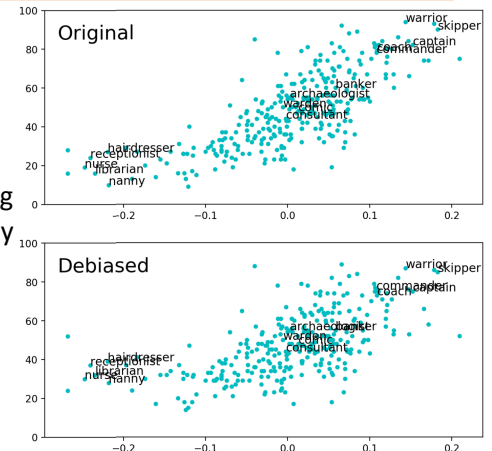 100
80
60
40
20
0
Original
warrior
skipper
captain
coach
commander
banker
archaeologist
warden
comic
consultant
hairdresser
receptionist
nurse
librarian
nanny
−0.2 −0.1 0.0 0.1 0.2
g
y
100
80
60
40
20
0
Debiased
warrior
skipper
commander
captain
coach
archaeologist
banker
warden
comic
consultant
hairdresser
receptionist
librarian
nurse
nanny
−0.2 −0.1 0.0 0.1 0.2